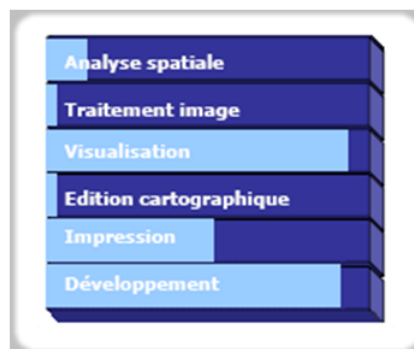 Analyse spatiale
Traitement image
Visualisation
Edition cartographique
Impression
Développement